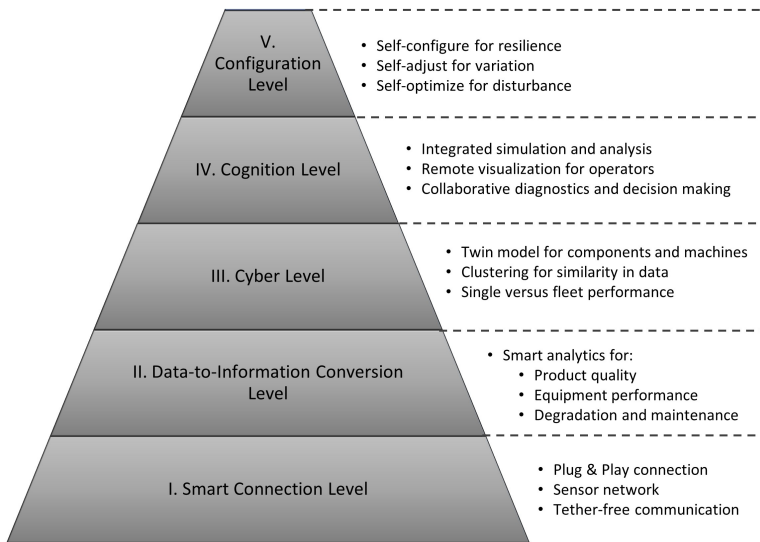 V.
Configuration
Level
• Self-configure for resilience
• Self-adjust for variation
• Self-optimize for disturbance
IV. Cognition Level
• Integrated simulation and analysis
• Remote visualization for operators
• Collaborative diagnostics and decision making
III. Cyber Level
• Twin model for components and machines
• Clustering for similarity in data
• Single versus fleet performance
II. Data-to-Information Conversion
Level
• Smart analytics for:
• Product quality
• Equipment performance
• Degradation and maintenance
I. Smart Connection Level
• Plug & Play connection
• Sensor network
• Tether-free communication